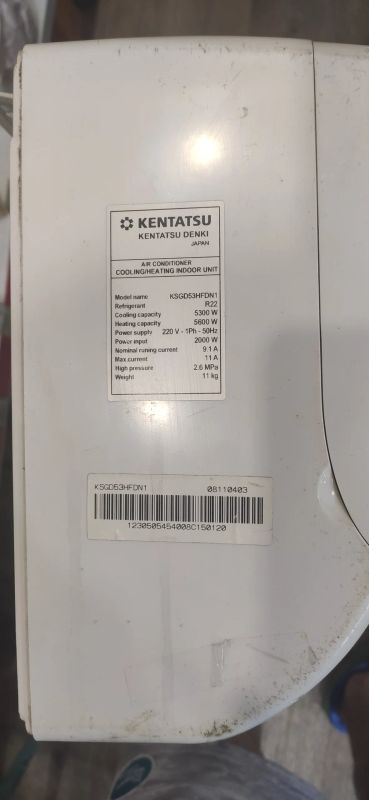 KENTATSU
KENTATSU DENKI
JAPAN
AIR CONDITIONER
COOLING/HEATING INDOOR UNIT
Model name KSGD53HFDN1
Refrigerant R22
Cooling capacity 5300 W
Heating capacity 5600 W
Power supply 220 V - 1Ph - 50Hz
Power input 2000 W
Nominal runing current 9.1 A
Max.current 11 A
High pressure 2.6 MPa
Weight 11 kg
KSGD53HFDN1 08110403
1230505454008C150120